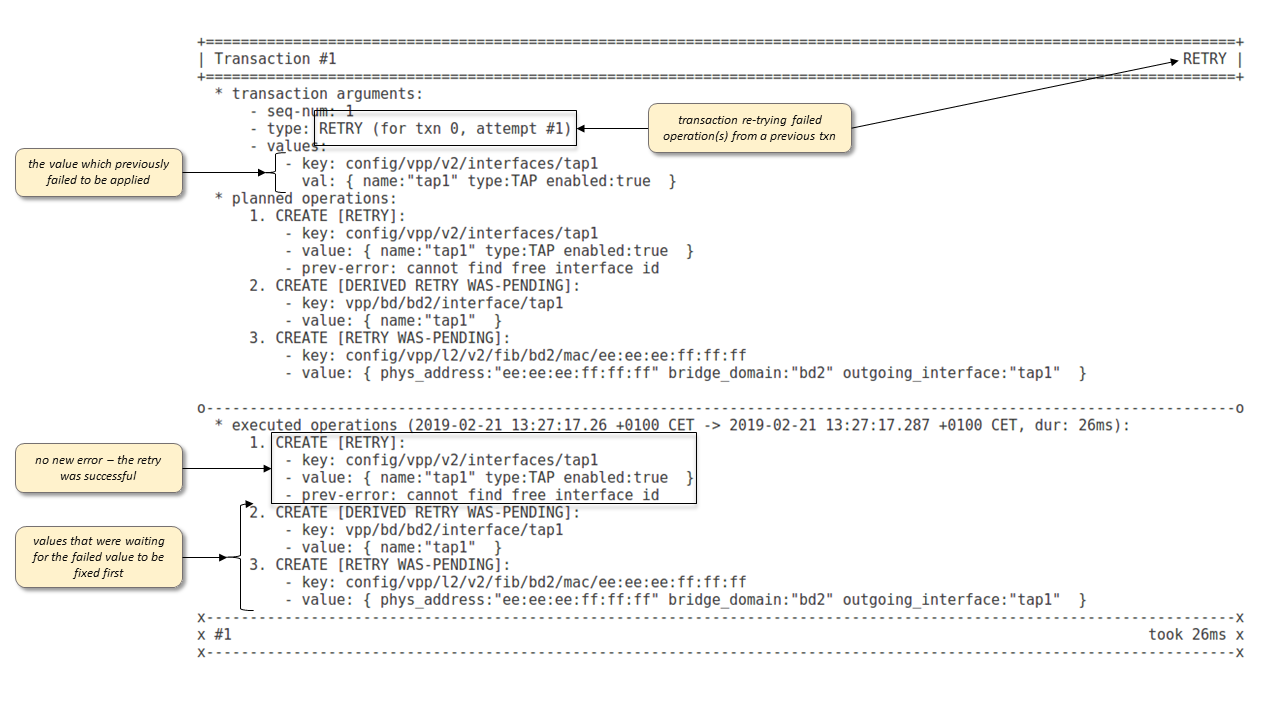 +======================================================================================================================+
| Transaction #1                                                                                                 RETRY |
+======================================================================================================================+
  * transaction arguments:
      - seq-num: 1
      - type: RETRY (for txn 0, attempt #1)
      - values:
          - key: config/vpp/v2/interfaces/tap1
            val: { name:"tap1" type:TAP enabled:true  }
  * planned operations:
      1. CREATE [RETRY]:
          - key: config/vpp/v2/interfaces/tap1
          - value: { name:"tap1" type:TAP enabled:true  }
          - prev-error: cannot find free interface id
      2. CREATE [DERIVED RETRY WAS-PENDING]:
          - key: vpp/bd/bd2/interface/tap1
          - value: { name:"tap1"  }
      3. CREATE [RETRY WAS-PENDING]:
          - key: config/vpp/l2/v2/fib/bd2/mac/ee:ee:ee:ff:ff:ff
          - value: { phys_address:"ee:ee:ee:ff:ff:ff" bridge_domain:"bd2" outgoing_interface:"tap1"  }
o----------------------------------------------------------------------------------------------------------------------o
  * executed operations (2019-02-21 13:27:17.26 +0100 CET -> 2019-02-21 13:27:17.287 +0100 CET, dur: 26ms):
      1. CREATE [RETRY]:
          - key: config/vpp/v2/interfaces/tap1
          - value: { name:"tap1" type:TAP enabled:true  }
          - prev-error: cannot find free interface id
      2. CREATE [DERIVED RETRY WAS-PENDING]:
          - key: vpp/bd/bd2/interface/tap1
          - value: { name:"tap1"  }
      3. CREATE [RETRY WAS-PENDING]:
          - key: config/vpp/l2/v2/fib/bd2/mac/ee:ee:ee:ff:ff:ff
          - value: { phys_address:"ee:ee:ee:ff:ff:ff" bridge_domain:"bd2" outgoing_interface:"tap1"  }
x----------------------------------------------------------------------------------------------------------------------x
x #1                                                                                                         took 26ms x
x----------------------------------------------------------------------------------------------------------------------x
transaction re-trying failed
operation(s) from a previous txn
the value which previously
failed to be applied
no new error – the retry
was successful
values that were waiting
for the failed value to be
fixed first